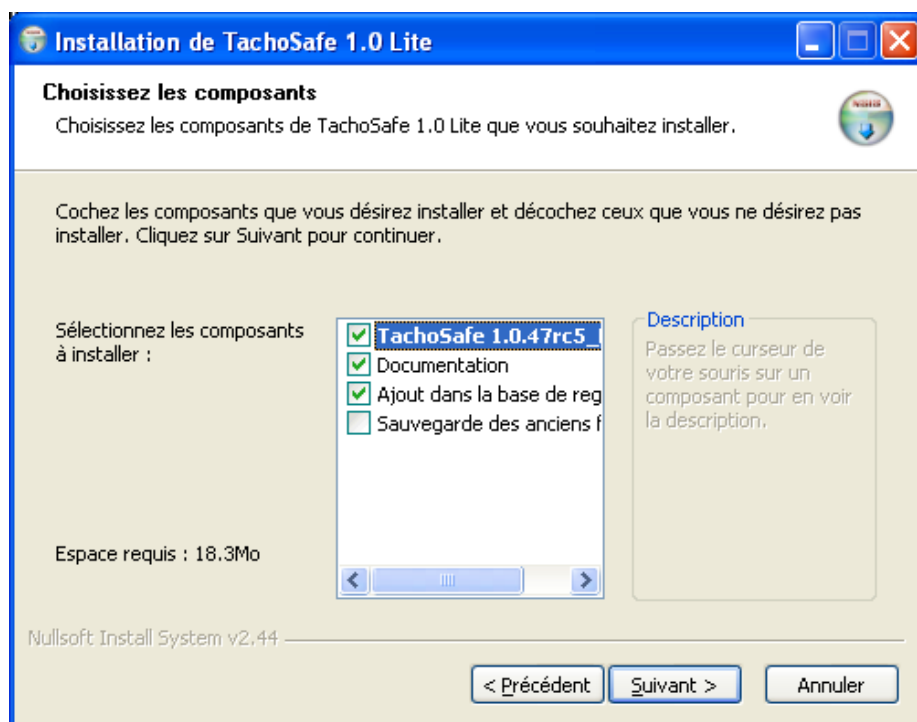 Installation de TachoSafe 1.0 Lite
Choisissez les composants
Choisissez les composants de TachoSafe 1.0 Lite que vous souhaitez installer.
Cochez les composants que vous désirez installer et décochez ceux que vous ne désirez pas
installer. Cliquez sur Suivant pour continuer.
Sélectionnez les composants
à installer :
TachoSafe 1.0.47rc5_
Documentation
Ajout dans la base de reg
Sauvegarde des anciens f
Description
Passez le curseur de
votre souris sur un
composant pour en voir
la description.
Espace requis : 18.3Mo
Nullsoft Install System v2.44
< Précédent
Suivant >
Annuler